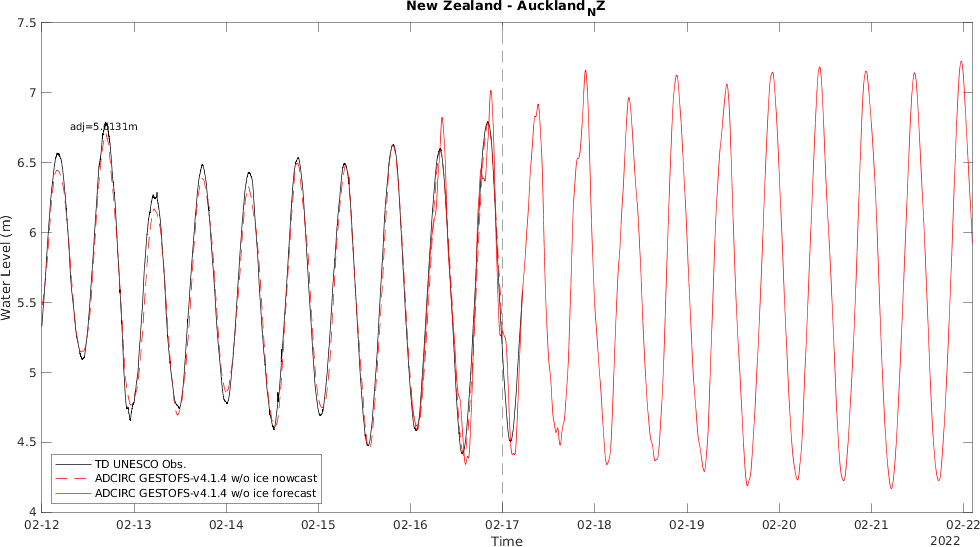 New Zealand - Auckland_NZ
7.5
7
6.5
6
5.5
5
4.5
4
Water Level (m)
TD UNESCO Obs.
ADCIRC GESTOFS-v4.1.4 w/o ice nowcast
ADCIRC GESTOFS-v4.1.4 w/o ice forecast
02-12 02-13 02-14 02-15 02-16 02-17 02-18 02-19 02-20 02-21 02-22
Time
2022